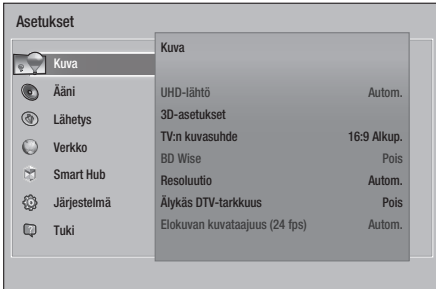 Asetukset
Kuva
Ääni
Lähetys
Verkko
Smart Hub
Järjestelmä
Tuki
Kuva
UHD-lähtö Autom.
3D-asetukset
TV:n kuvasuhde 16:9 Alkup.
BD Wise Pois
Resoluutio Autom.
Älykäs DTV-tarkkuus Pois
Elokuvan kuvataajuus (24 fps) Autom.